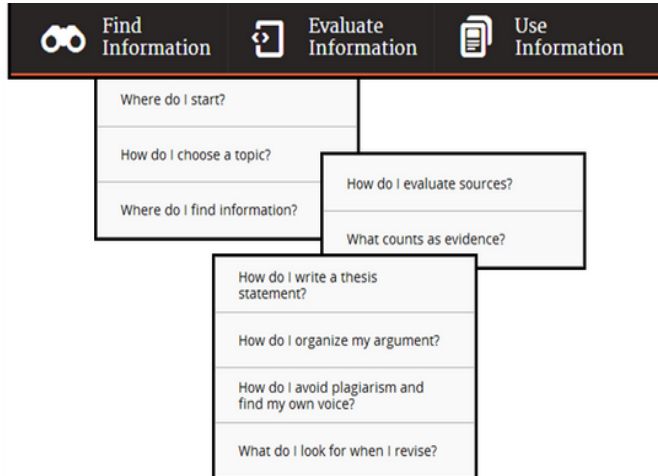 Find
Information
Evaluate
Information
Use
Information
Where do I start?
How do I choose a topic?
Where do I find information?
How do I evaluate sources?
What counts as evidence?
How do I write a thesis
statement?
How do I organize my argument?
How do I avoid plagiarism and
find my own voice?
What do I look for when I revise?